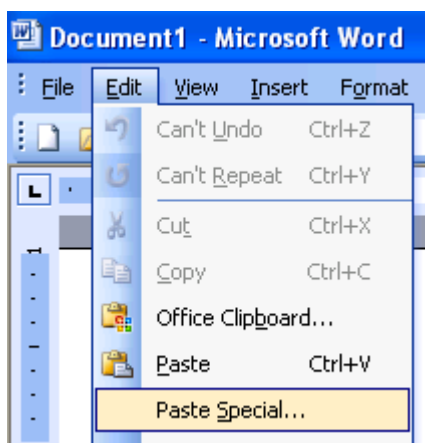 Document1 - Microsoft Word
File Edit View Insert Format
Can't Undo Ctrl+Z
Can't Repeat Ctrl+Y
Cut Ctrl+X
Copy Ctrl+C
Office Clipboard...
Paste Ctrl+V
Paste Special...